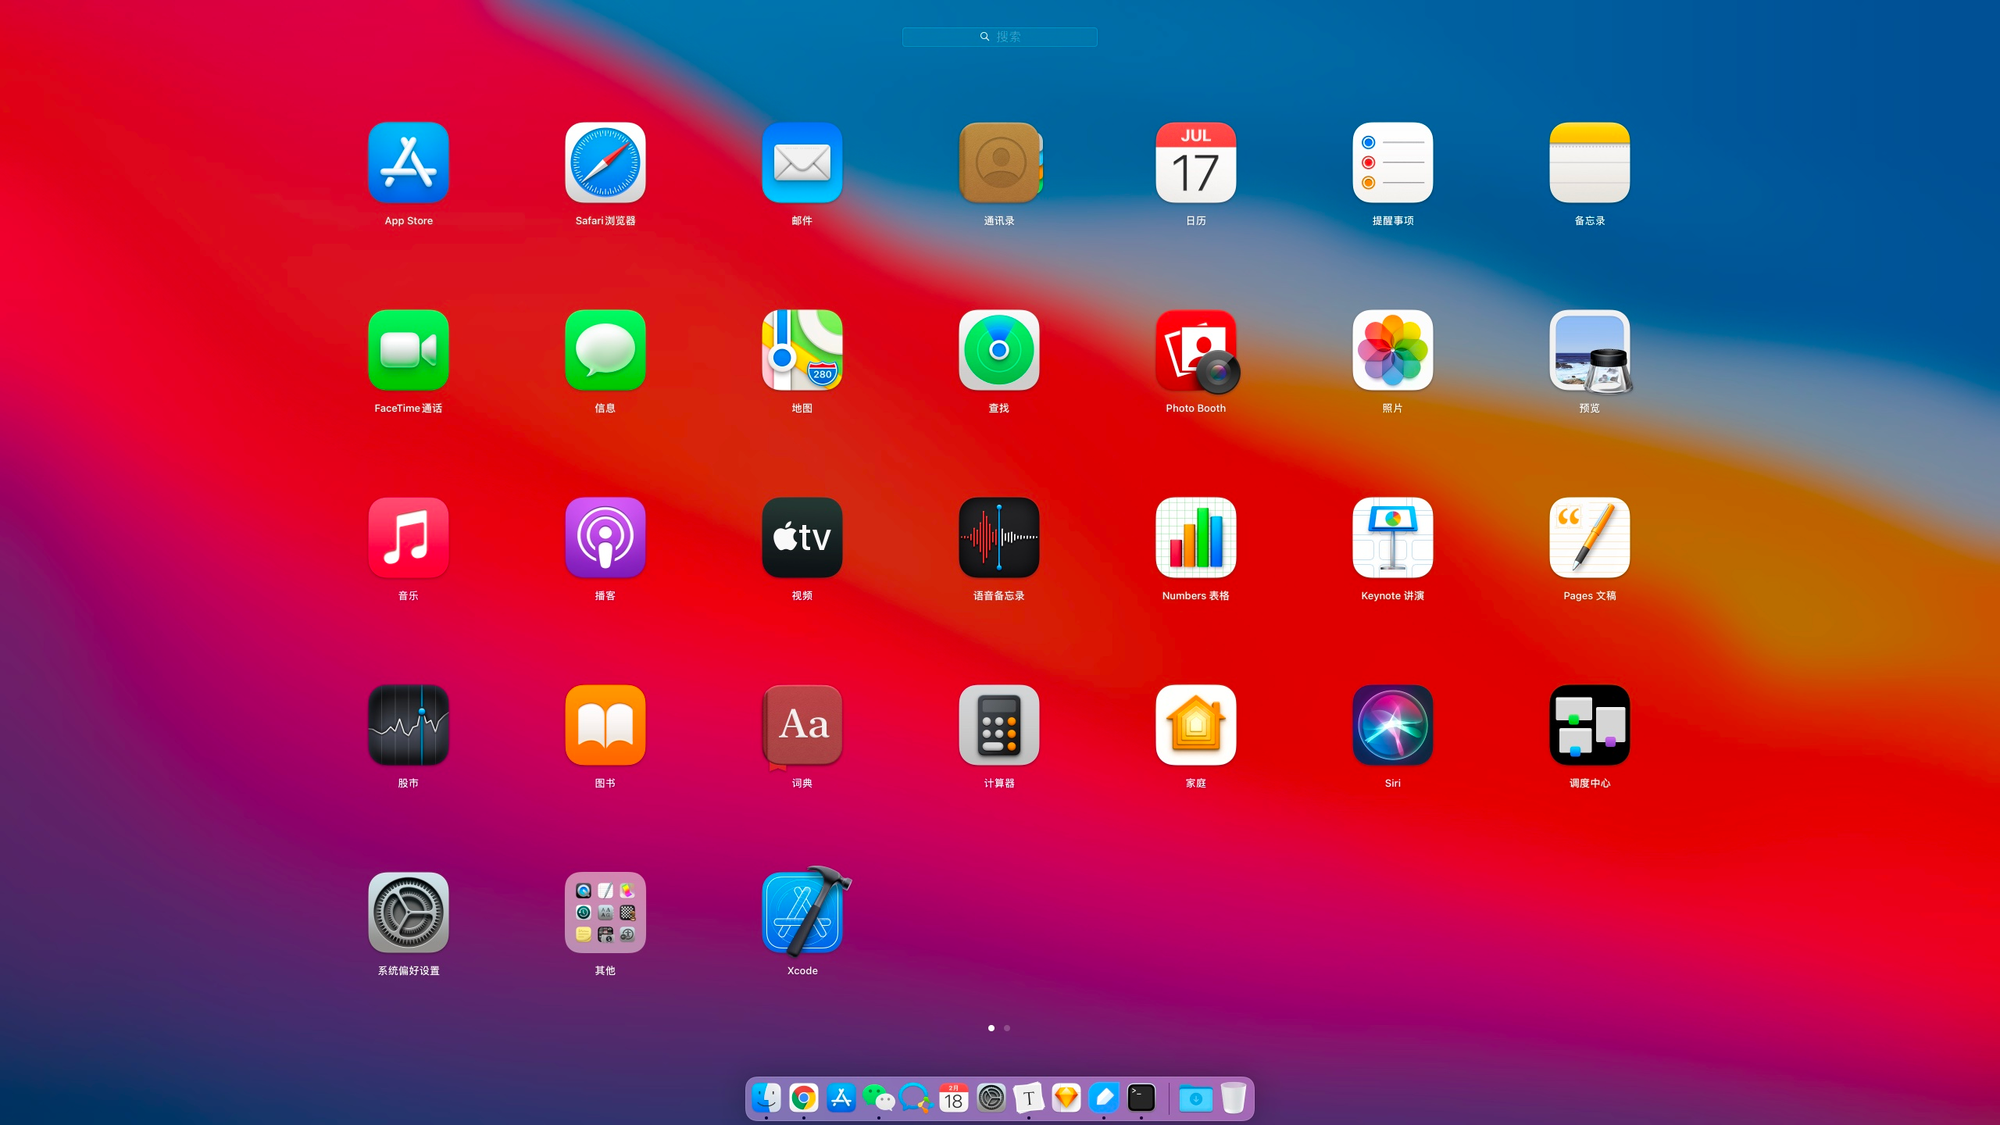 搜索
App Store
Safari浏览器
邮件
通讯录
JUL
17
日历
提醒事项
备忘录
FaceTime通话
信息
280
地图
查找
Photo Booth
照片
预览
音乐
播客
tv
视频
语音备忘录
Numbers 表格
Keynote 讲演
Pages 文稿
股市
图书
Aa
词典
计算器
家庭
Siri
调度中心
系统偏好设置
其他
Xcode
2月
18
T
>-